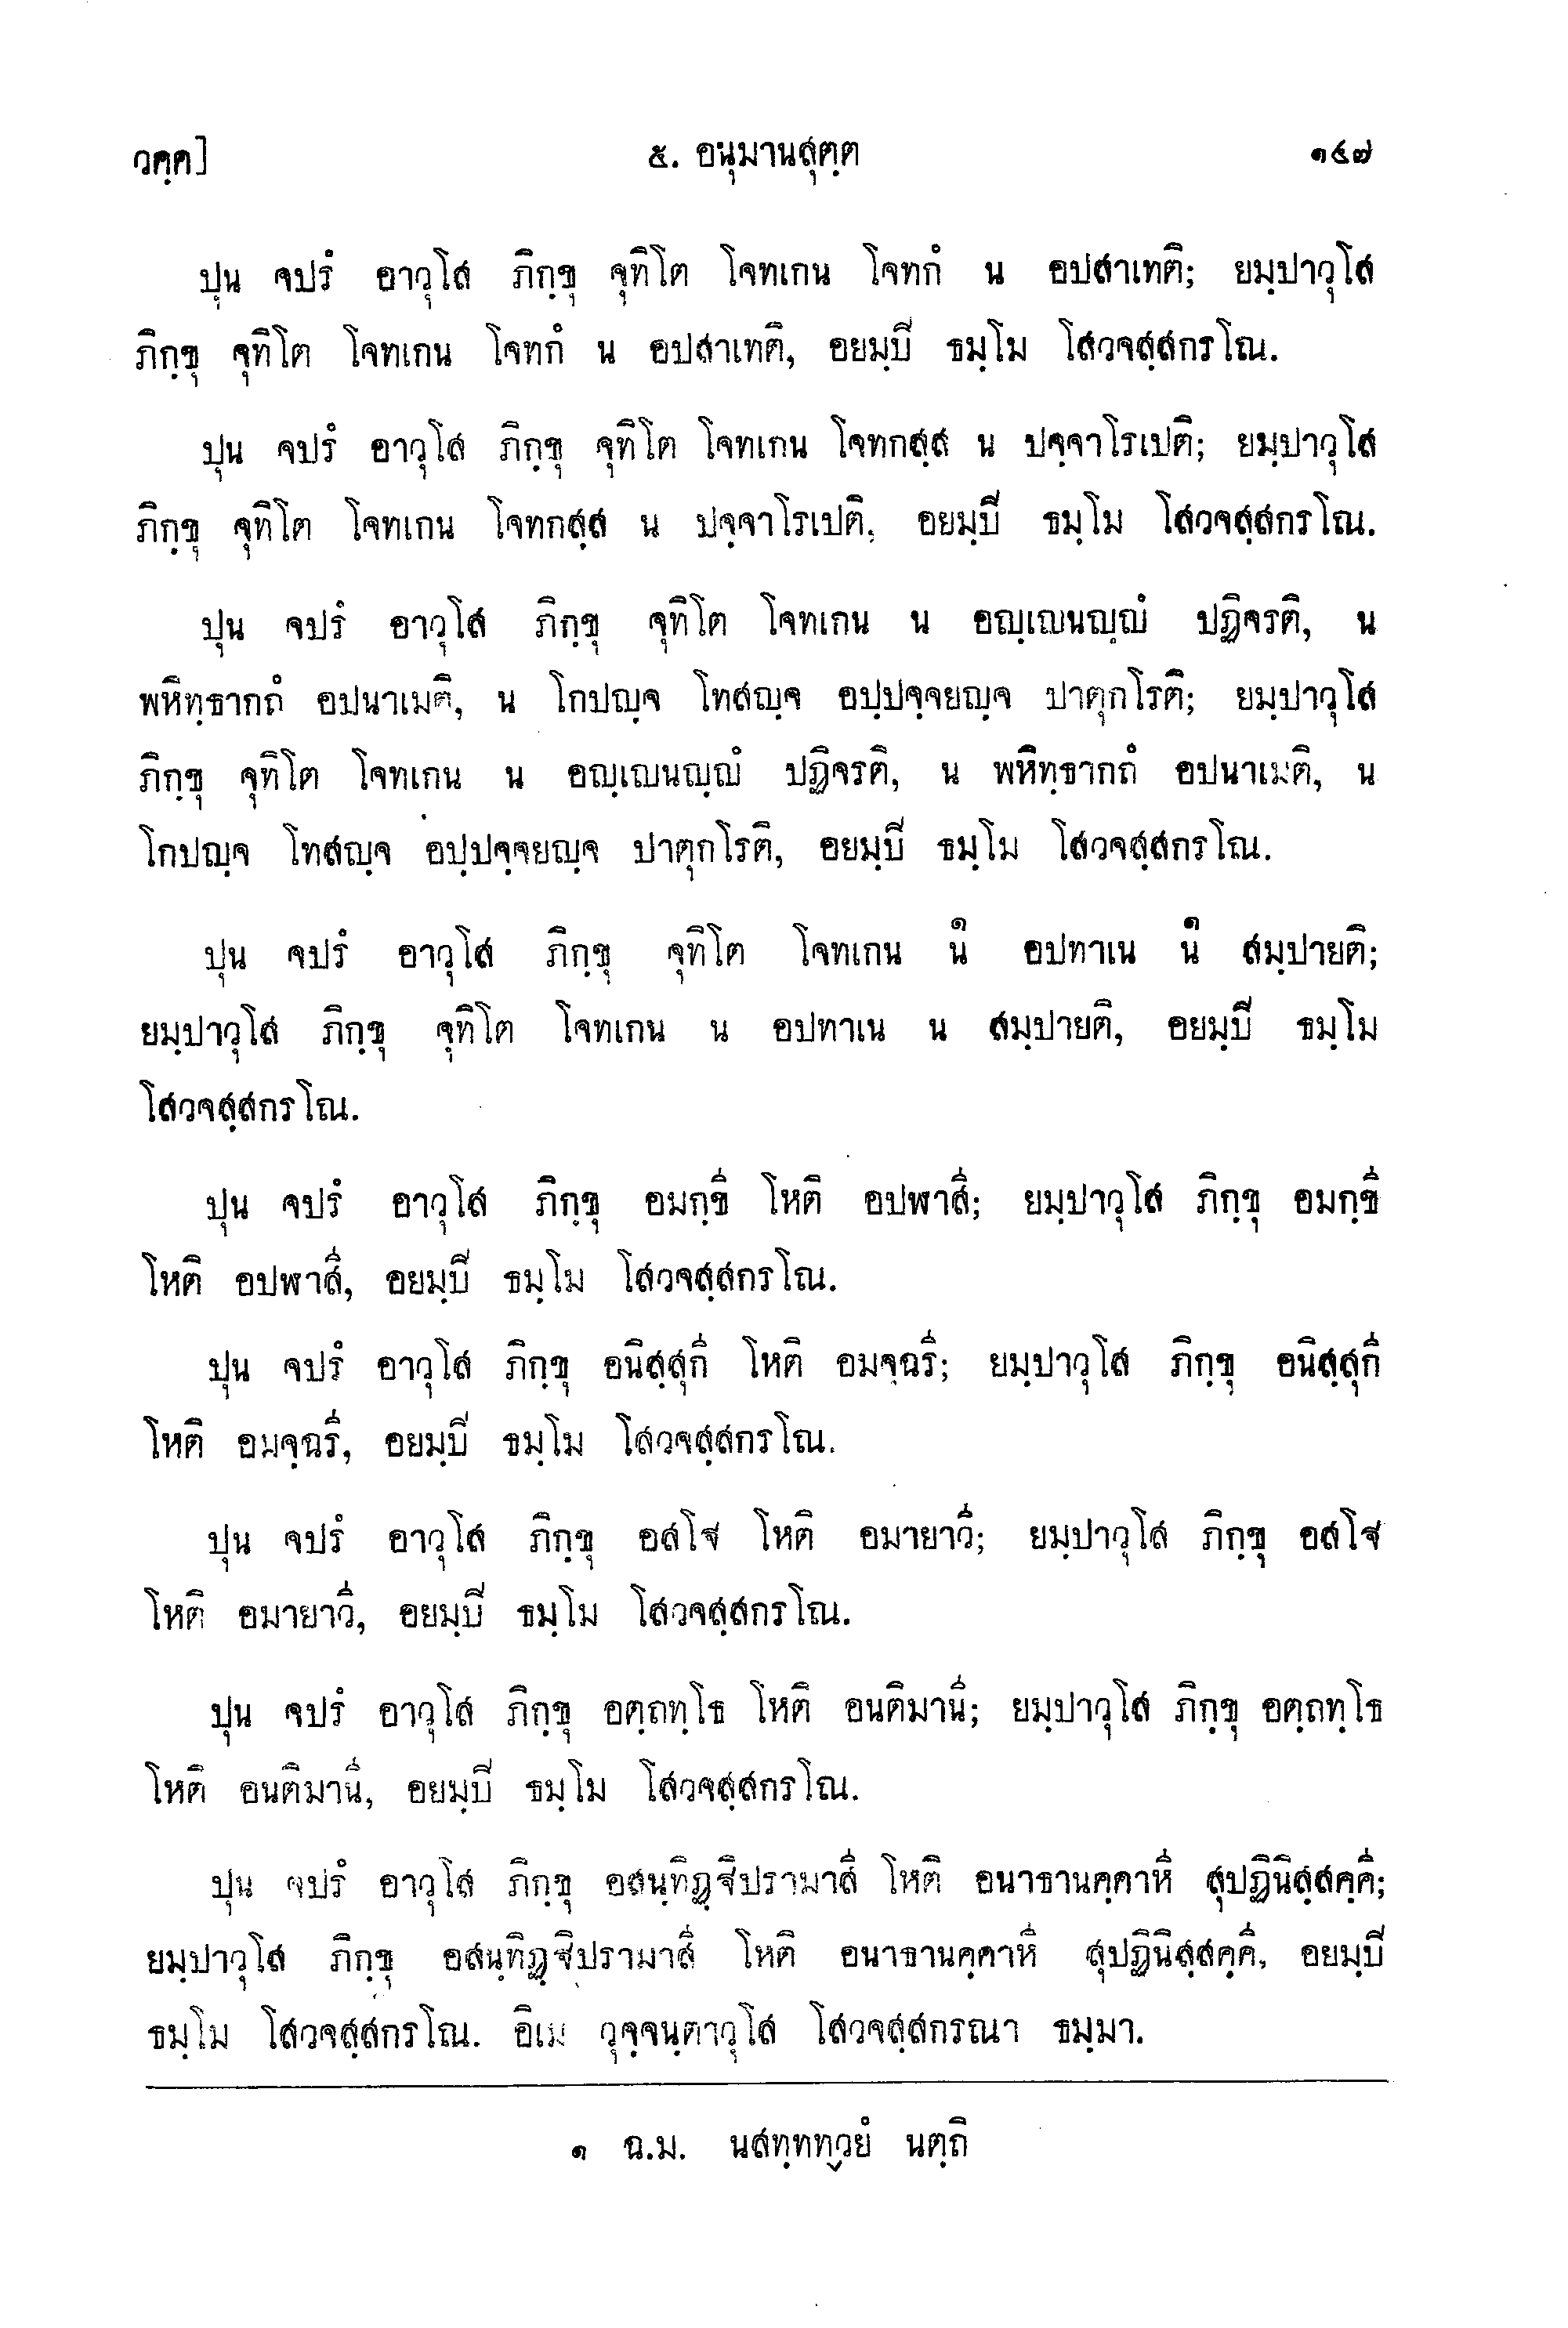 วคฺค] ๕. อนุมานสุตฺต ๑๔๗
ปุน จปรํ อาวุโส ภิกฺขุ จุทิโต โจทเกน โจทกํ น อปสาเทติ; ยมฺปาวุโส
ภิกฺขุ จุทิโต โจทเกน โจทกํ น อปสาเทติ, อยมฺปิ ธมฺโม โสวจสฺสกรโณ.
ปุน จปรํ อาวุโส ภิกฺขุ จุทิโต โจทเกน โจทกสฺส น ปจฺจาโรเปติ; ยมฺปาวุโส
ภิกฺขุ จุทิโต โจทเกน โจทกสฺส น ปจฺจาโรเปติ, อยมฺปิ ธมฺโม โสวจสฺสกรโณ.
ปุน จปรํ อาวุโส ภิกฺขุ จุทิโต โจทเกน น อญฺเญนญฺญํ ปฏิจรติ, น
พหิทฺธากถํ อปนาเมติ, น โกปญฺจ โทสญฺจ อปฺปจฺจยญฺจ ปาตุกโรติ; ยมฺปาวุโส
ภิกฺขุ จุทิโต โจทเกน น อญฺเญนญฺญํ ปฏิจรติ, น พหิทฺธากถํ อปนาเมติ, น
โกปญฺจ โทสญฺจ อปฺปจฺจยญฺจ ปาตุกโรติ, อยมฺปิ ธมฺโม โสวจสฺสกรโณ.
ปุน จปรํ อาวุโส ภิกฺขุ จุทิโต โจทเกน น๑ อปทาเน น๑ สมฺปายติ;
ยมฺปาวุโส ภิกฺขุ จุทิโต โจทเกน น อปทาเน น สมฺปายติ, อยมฺปิ ธมฺโม
โสวจสฺสกรโณ.
ปุน จปรํ อาวุโส ภิกฺขุ อมกฺขี โหติ อปฬาสี; ยมฺปาวุโส ภิกฺขุ อมกฺขี
โหติ อปฬาสี, อยมฺปิ ธมฺโม โสวจสฺสกรโณ.
ปุน จปรํ อาวุโส ภิกฺขุ อนิสฺสุกี โหติ อมจฺฉรี; ยมฺปาวุโส ภิกฺขุ อนิสฺสุกี
โหติ อมจฺฉรี, อยมฺปิ ธมฺโม โสวจสฺสกรโณ.
ปุน จปรํ อาวุโส ภิกฺขุ อสโฐ โหติ อมายาวี; ยมฺปาวุโส ภิกฺขุ อสโฐ
โหติ อมายาวี, อยมฺปิ ธมฺโม โสวจสฺสกรโณ.
ปุน จปรํ อาวุโส ภิกฺขุ อตฺถทฺโธ โหติ อนติมานี; ยมฺปาวุโส ภิกฺขุ อตฺถทฺโธ
โหติ อนติมานี, อยมฺปิ ธมฺโม โสวจสฺสกรโณ.
ปุน จปรํ อาวุโส ภิกฺขุ อสนฺทิฏฺฐิปรามาสี โหติ อนาธานคฺคาหี สุปฏินิสฺสคฺคี;
ยมฺปาวุโส ภิกฺขุ อสนฺทิฏฺฐิปรามาสี โหติ อนาธานคฺคาหี สุปฏินิสฺสคฺคี, อยมฺปิ
ธมฺโม โสวจสฺสกรโณ. อิเม วุจฺจนฺตาวุโส โสวจสฺสกรณา ธมฺมา.
๑ ฉ.ม. นสทฺททฺวยํ นตฺถิ